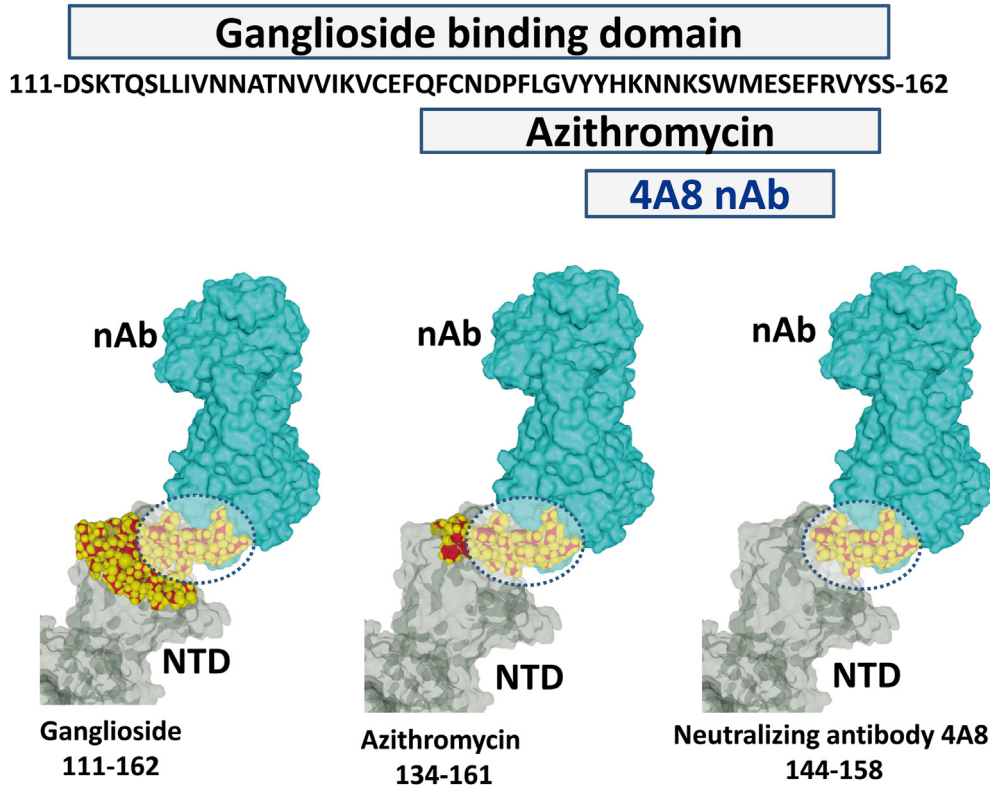 Ganglioside binding domain
111-DSKTQSLLIVNNATNVVIKVCEFQFCNDPFLGVYYHKNNKSWMESEFRVYSS-162
Azithromycin
4A8 nAb
nAb
nAb
nAb
NTD
NTD
NTD
Ganglioside
111-162
Azithromycin
134-161
Neutralizing antibody 4A8
144-158